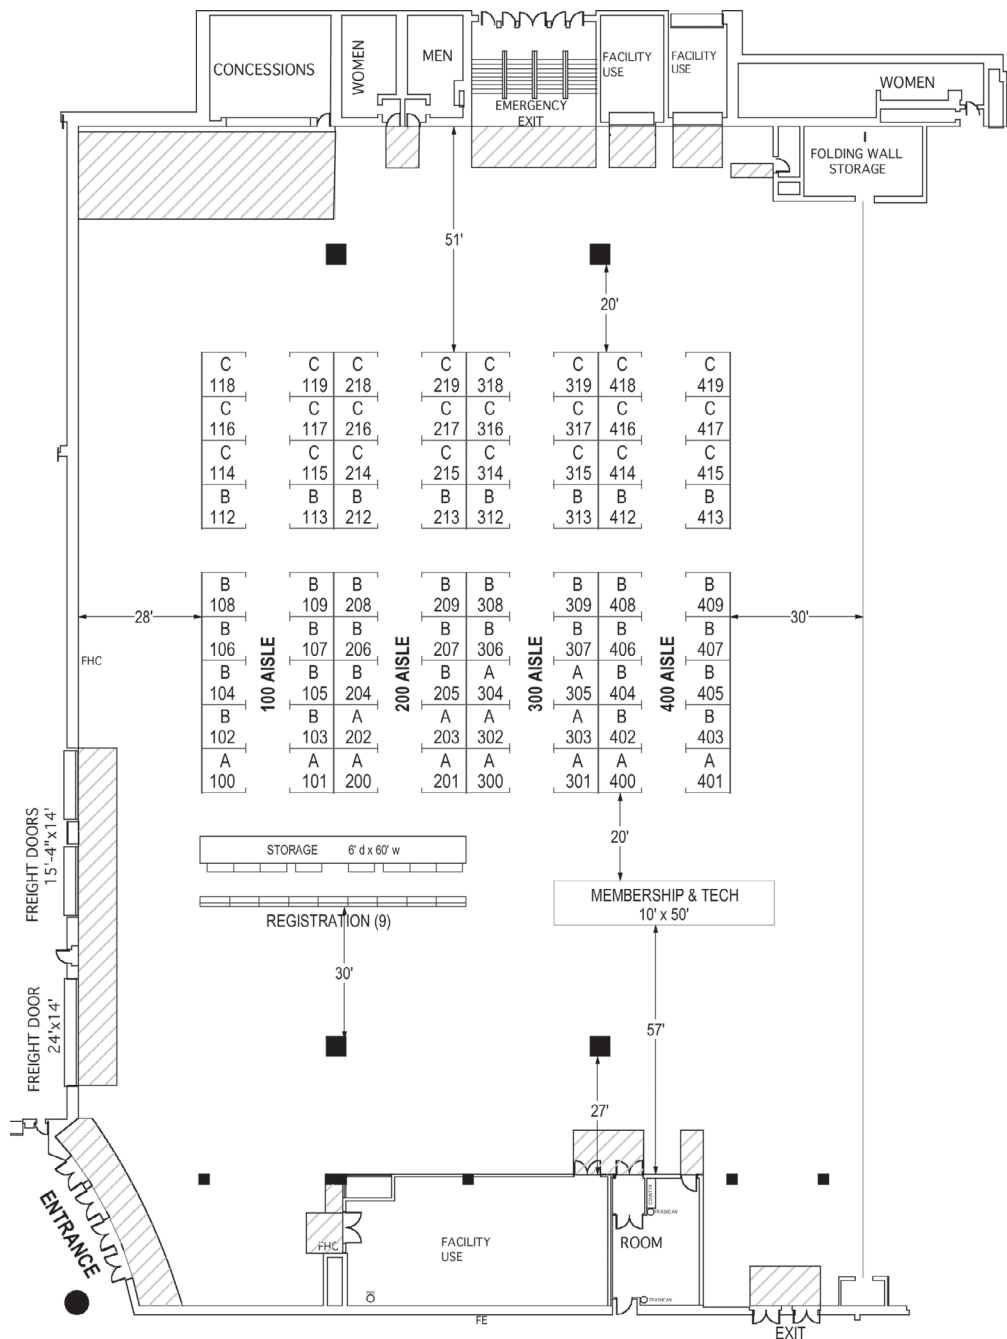 CONCESSIONS
WOMEN
MEN
EMERGENCY
EXIT
FACILITY
USE
FACILITY
USE
WOMEN
FOLDING WALL
STORAGE
51'
20'
C C C C C C C C
118 119 218 219 318 319 418 419
C C C C C C C C
116 117 216 217 316 317 416 417
C C C C C C C C
114 115 214 215 314 315 414 415
B B B B B B B B
112 113 212 213 312 313 412 413
B B B B B B B B
108 109 208 209 308 309 408 409
28'
30'
B B B B B B B B
106 107 206 207 306 307 406 407
B B B B A A B B
104 105 204 205 304 305 404 405
B B A A A A B B
102 103 202 203 302 303 402 403
A A A A A A A A
100 101 200 201 300 301 400 401
100 AISLE
200 AISLE
300 AISLE
400 AISLE
FHC
FREIGHT DOORS
15'-4"x14'
20'
STORAGE 6' d x 60' w
REGISTRATION (9)
MEMBERSHIP & TECH
10' x 50'
30'
57'
FREIGHT DOOR
24'x14'
27'
ENTRANCE
FHC
FACILITY
USE
COUNTER
TRASHCAN
ROOM
TRASHCAN
FE
EXIT